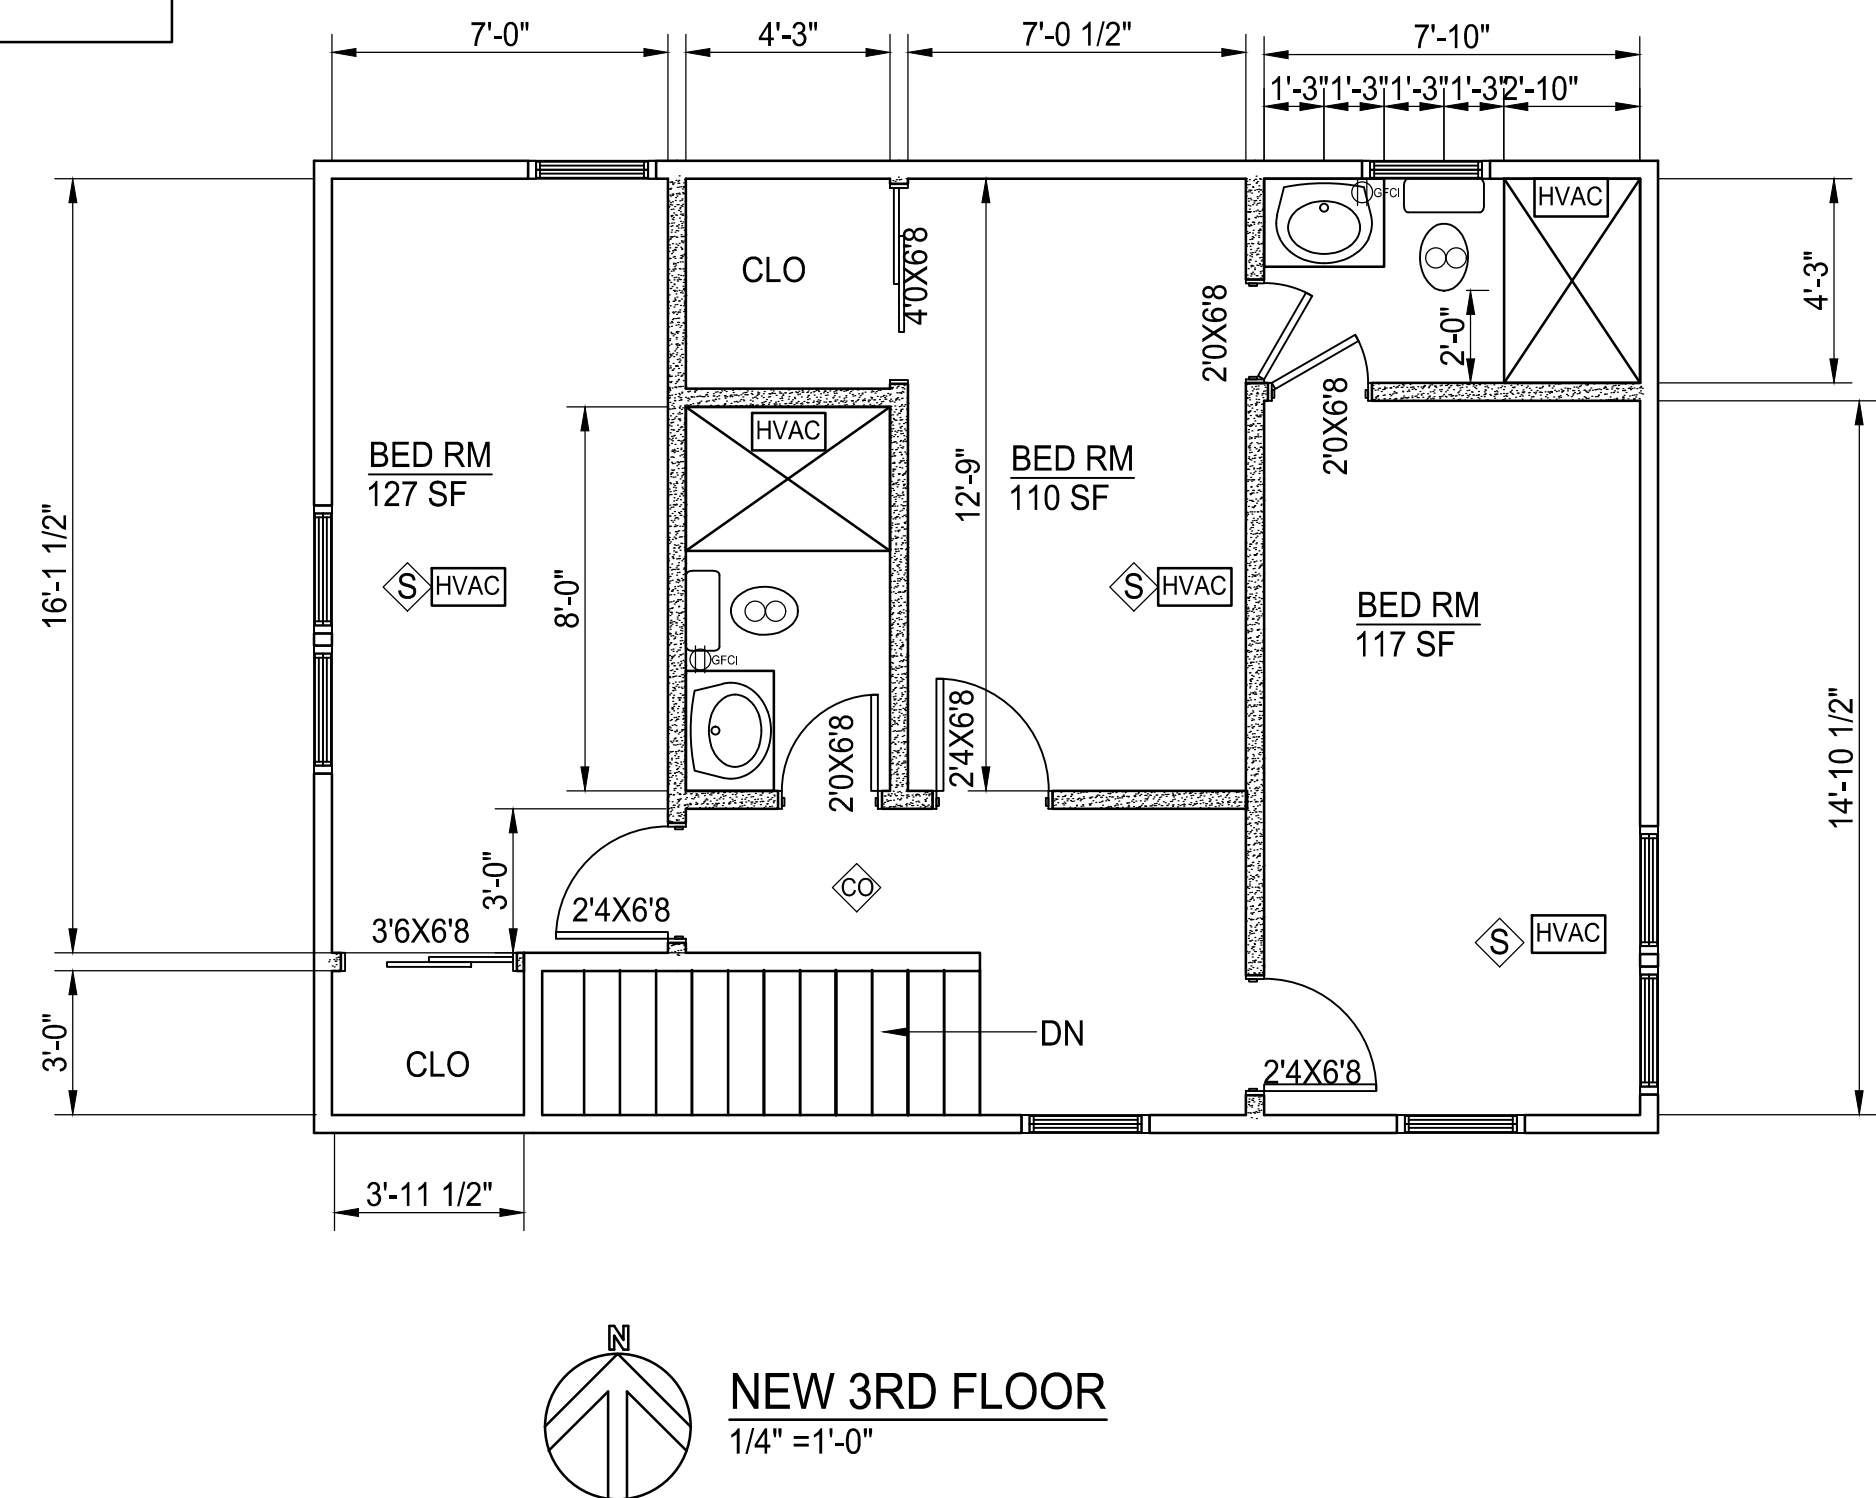 7'-0"
4'-3"
7'-0 1/2"
7'-10"
1'-3"
1'-3"
1'-3"
1'-3"
2'-10"
HVAC
GFCI
CLO
4'0X6'8
2'0X6'8
2'-0"
4'-3"
2'0X6'8
HVAC
BED RM
127 SF
12'-9"
BED RM
110 SF
16'-1 1/2"
S
HVAC
8'-0"
S
HVAC
BED RM
117 SF
GFCI
2'0X6'8
2'4X6'8
14'-10 1/2"
3'-0"
CO
2'4X6'8
3'6X6'8
S
HVAC
3'-0"
CLO
DN
2'4X6'8
3'-11 1/2"
N
NEW 3RD FLOOR
1/4" =1'-0"